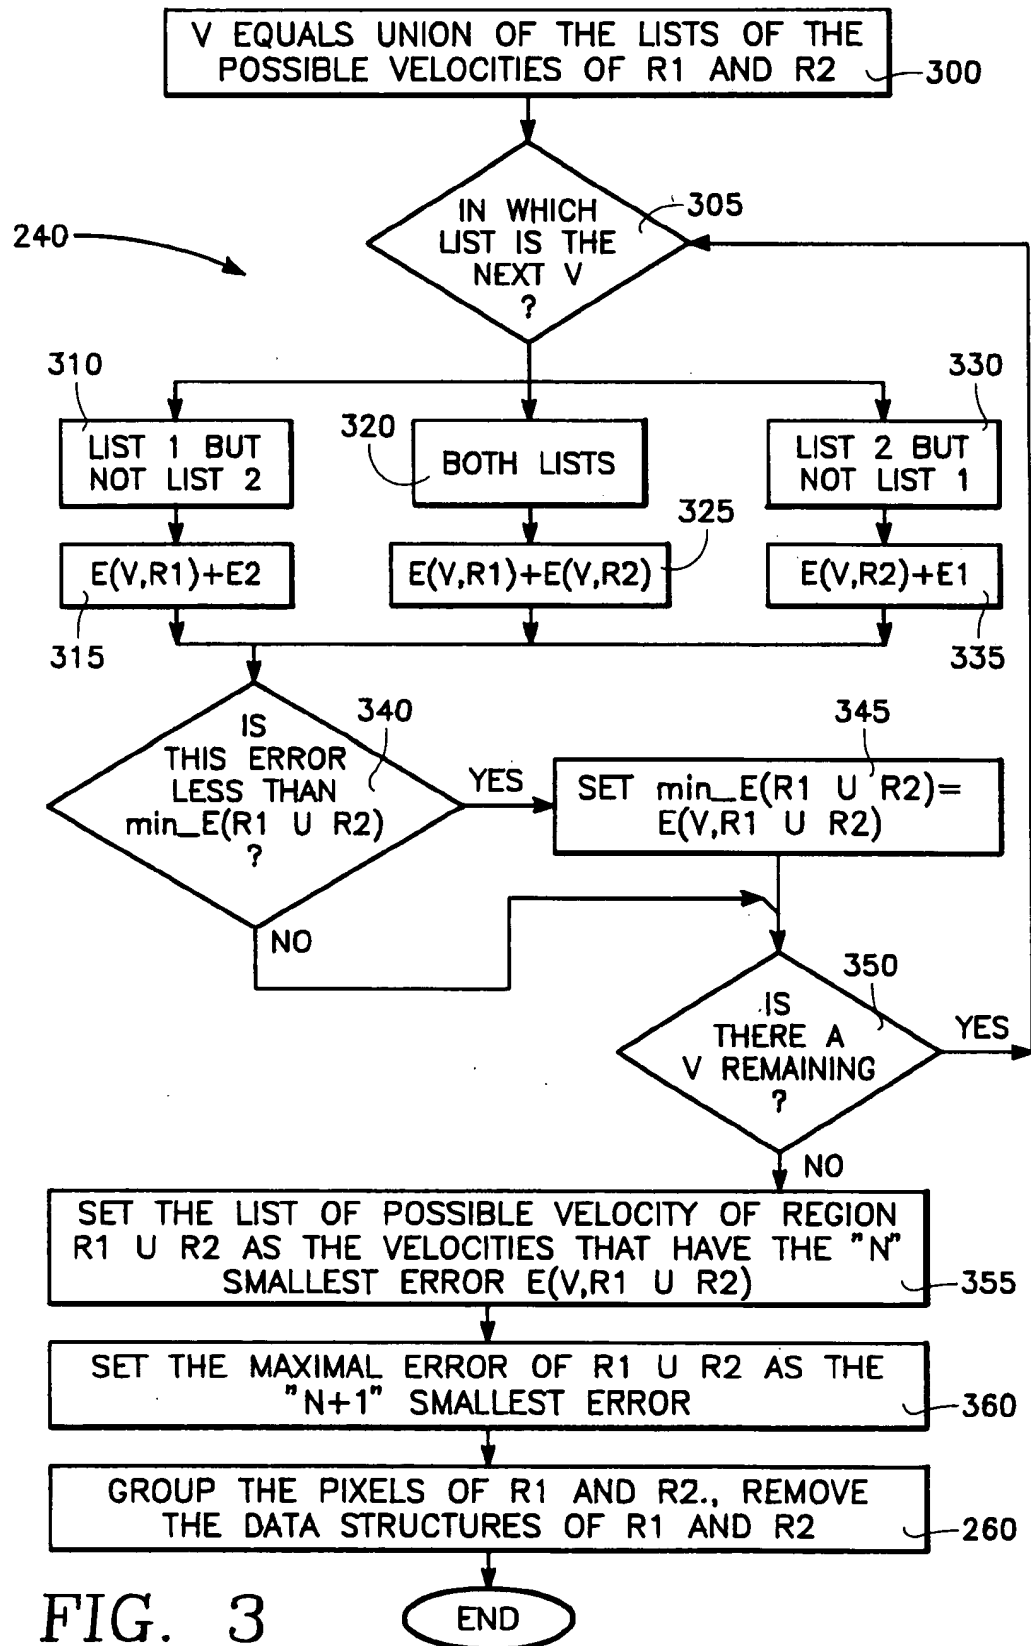 V EQUALS UNION OF THE LISTS OF THE
POSSIBLE VELOCITIES OF R1 AND R2
300
IN WHICH
LIST IS THE
NEXT V
?
305
240
310
LIST 1 BUT
NOT LIST 2
320
BOTH LISTS
330
LIST 2 BUT
NOT LIST 1
325
E(V,R1)+E2
E(V,R1)+E(V,R2)
E(V,R2)+E1
315
335
IS
THIS ERROR
LESS THAN
min_E(R1 U R2)
?
340
YES
345
SET min_E(R1 U R2)=
E(V,R1 U R2)
NO
350
IS
THERE A
V REMAINING
?
YES
NO
SET THE LIST OF POSSIBLE VELOCITY OF REGION
R1 U R2 AS THE VELOCITIES THAT HAVE THE "N"
SMALLEST ERROR E(V,R1 U R2)
355
SET THE MAXIMAL ERROR OF R1 U R2 AS THE
"N+1" SMALLEST ERROR
360
GROUP THE PIXELS OF R1 AND R2., REMOVE
THE DATA STRUCTURES OF R1 AND R2
260
END
FIG. 3